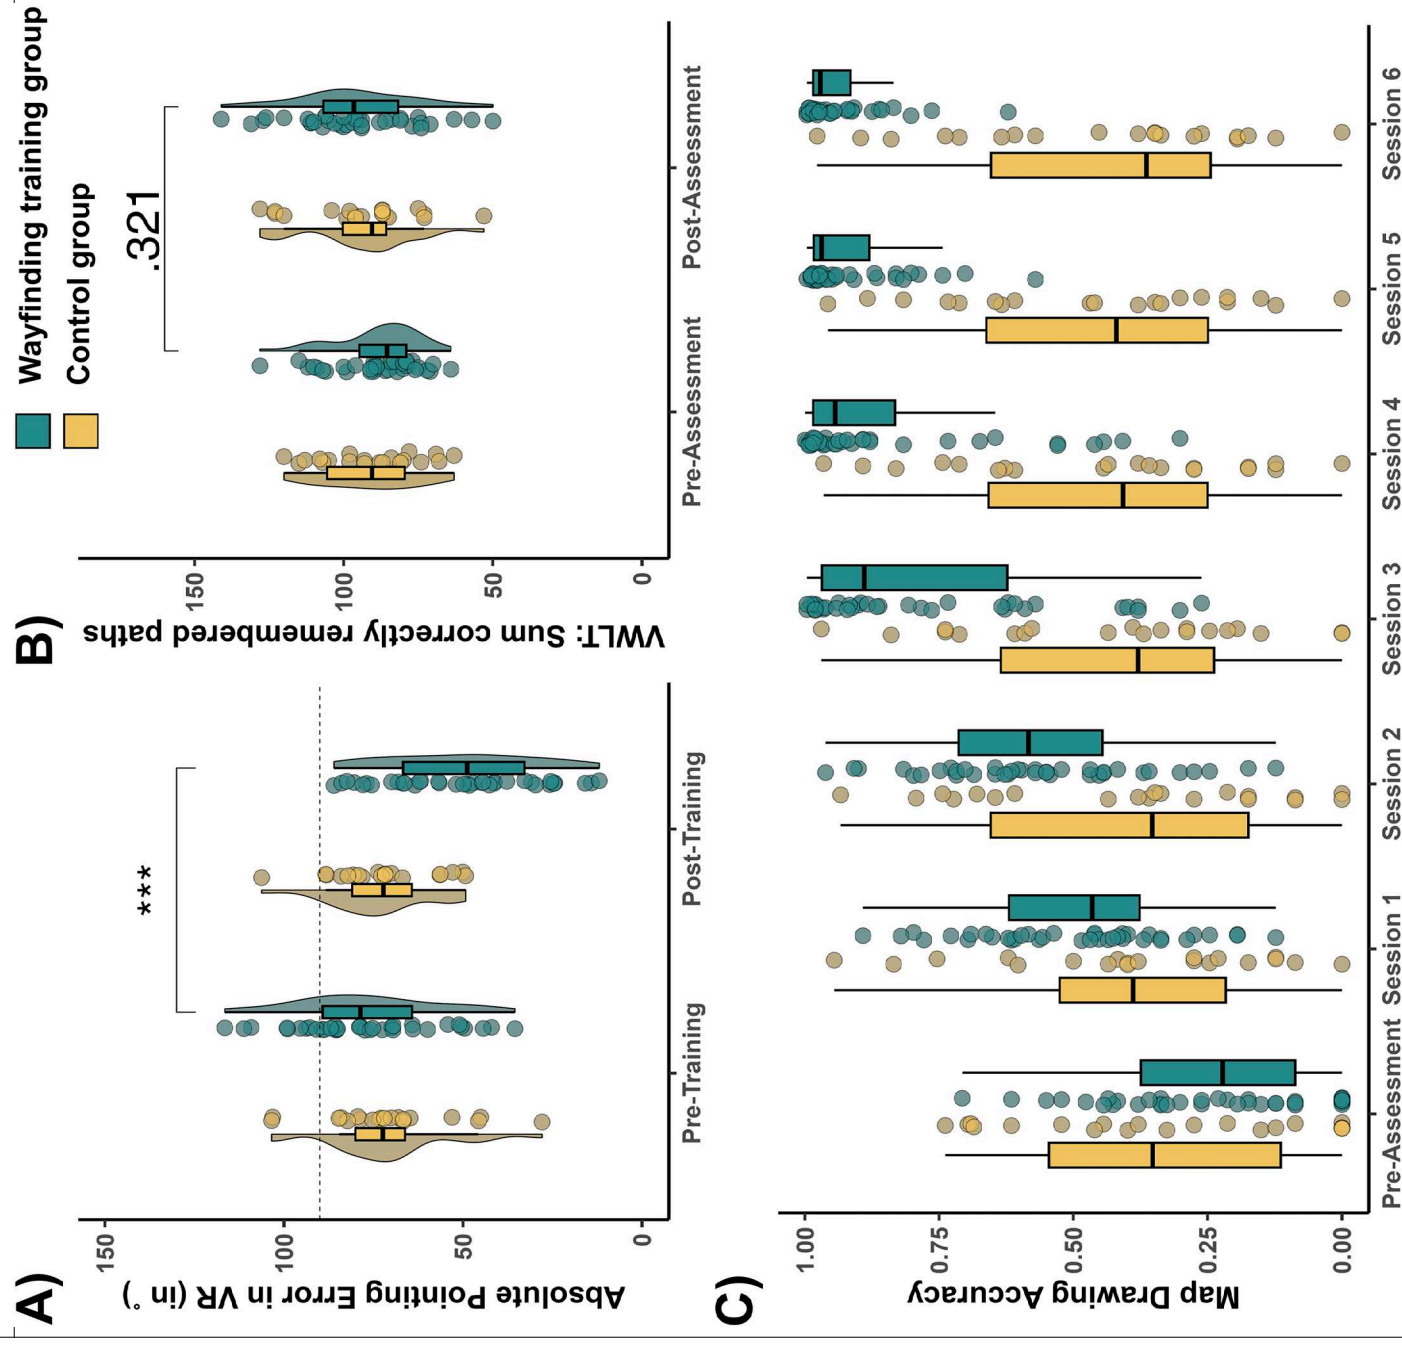 Wayfinding training group
Control group
A)
Absolute Pointing Error in VR (in°)
150
100
50
0
***
Pre-Training
Post-Training
B)
VWLT: Sum correctly remembered paths
150
100
50
0
.321
Pre-Assessment
Post-Assessment
C)
Map Drawing Accuracy
1.00
0.75
0.50
0.25
0.00
Pre-Assessment
Session 1
Session 2
Session 3
Session 4
Session 5
Session 6